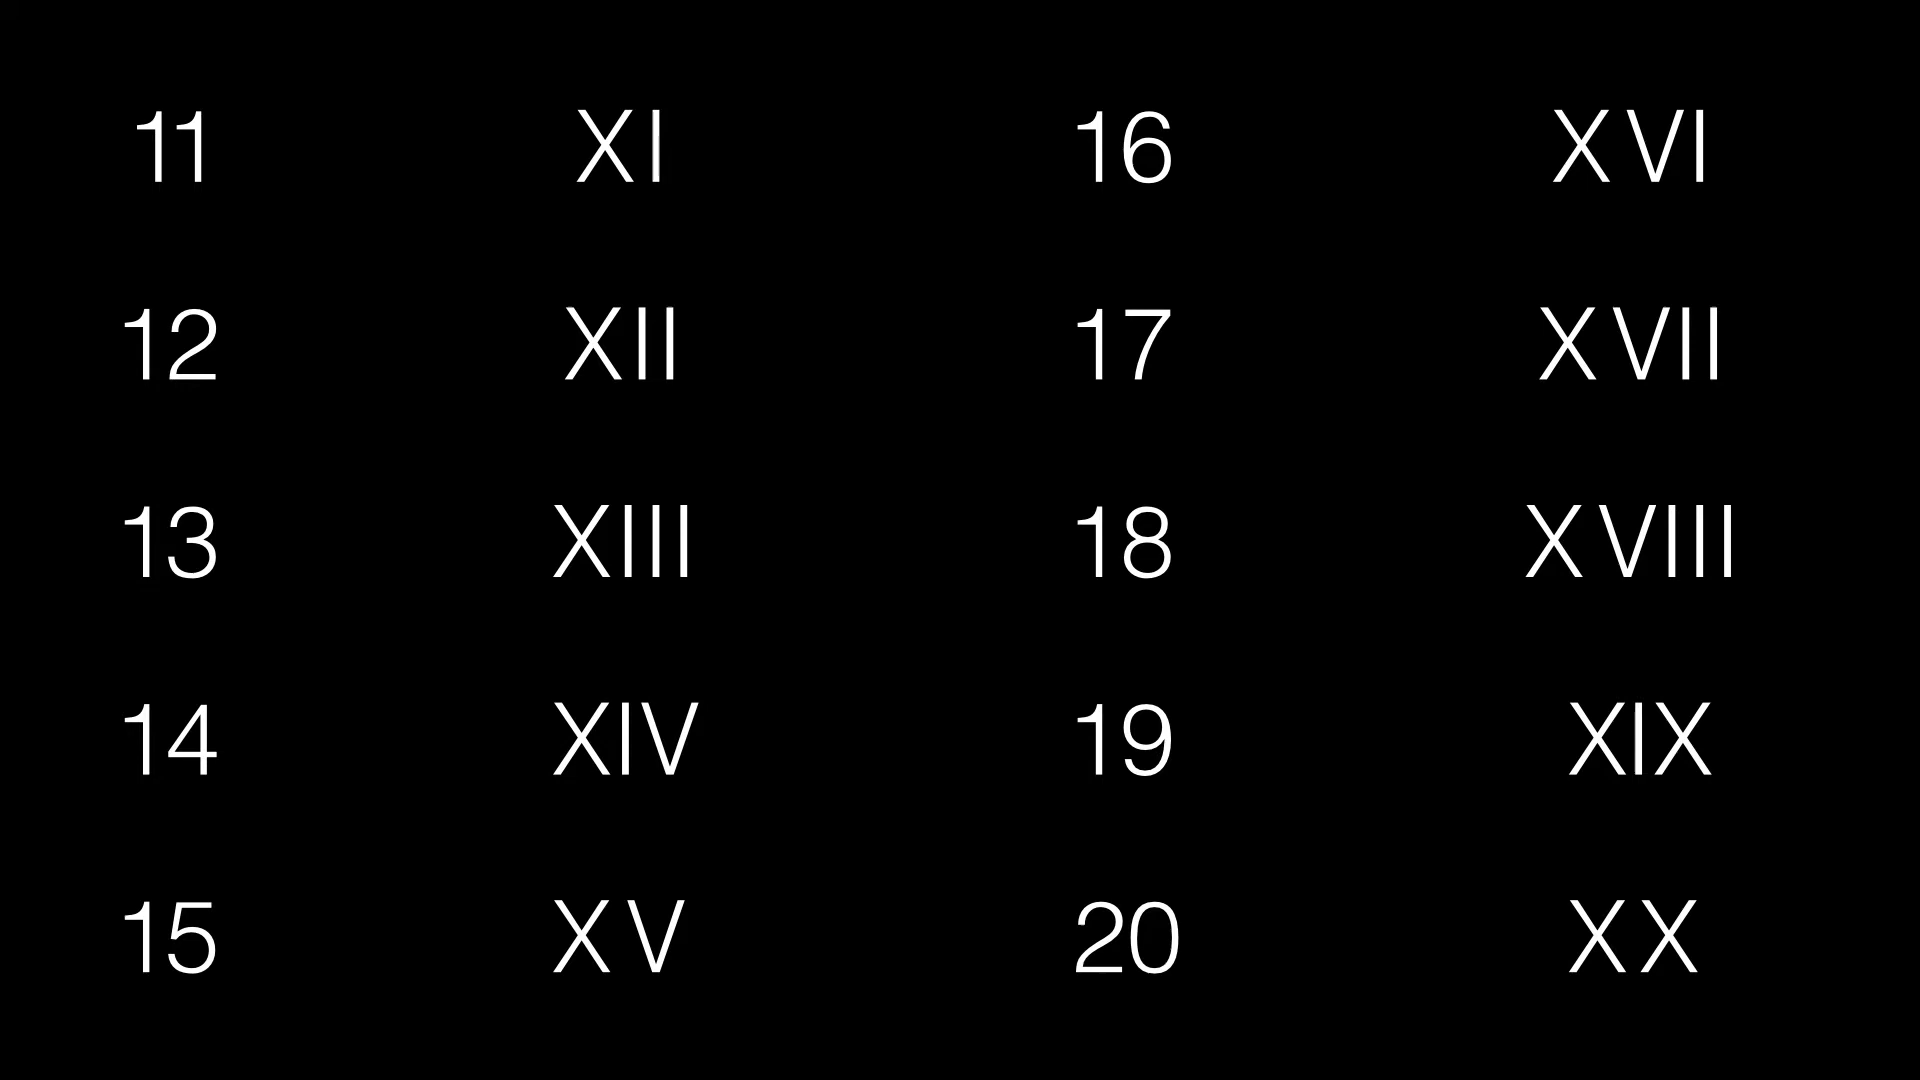 11 XI 16 XVI
12 XII 17 XVII
13 XIII 18 XVIII
14 XIV 19 XIX
15 XV 20 XX